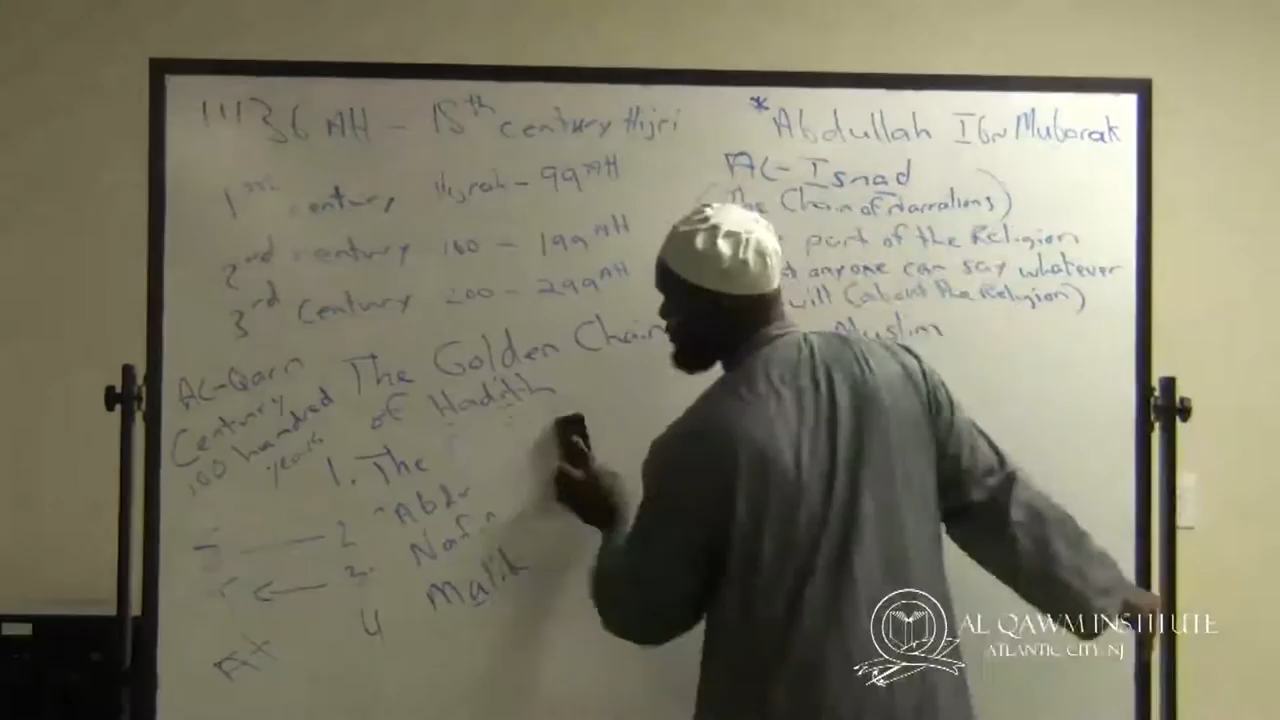 1436 AH - 15th century Hijri
1st century Hijrah - 99 AH
2nd century 100 - 199 AH
3rd century 200 - 299 AH
AL-Qarn
Century
100 hundred
years
The Golden Chain
of Hadith
1. The
2 Abdu
3. Nafi
4 Malik
At
*Abdullah Ibn Mubarak
AL-Isnad
The Chain of Narrations)
part of the Religion
anyone can say whatever
will (about the Religion)
Muslim
AL QAWM INSTITUTE
ATLANTIC CITY, NJ